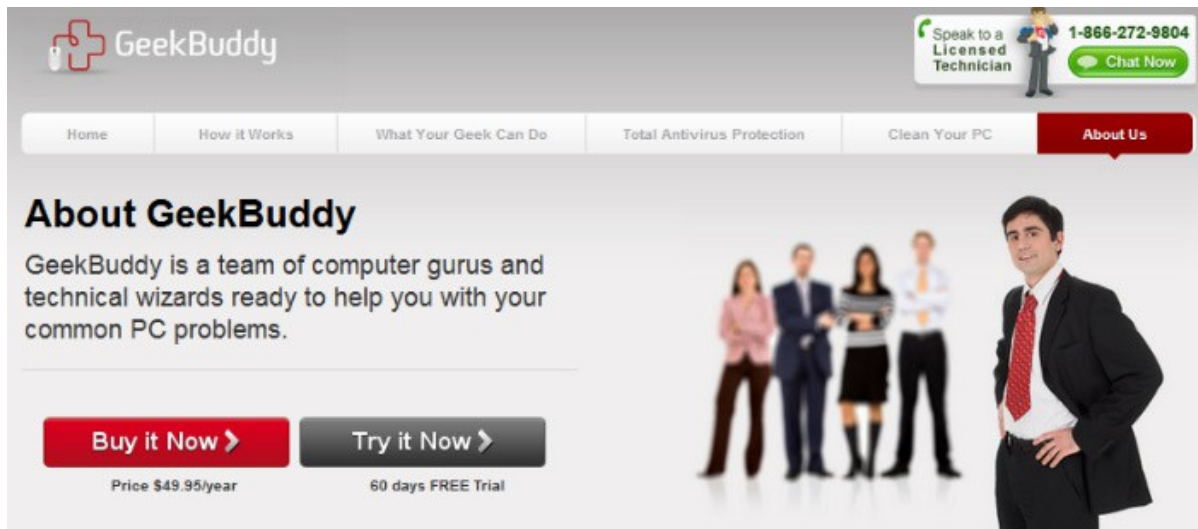 GeekBuddy
Speak to a
Licensed
Technician
1-866-272-9804
Chat Now
Home
How it Works
What Your Geek Can Do
Total Antivirus Protection
Clean Your PC
About Us
About GeekBuddy
GeekBuddy is a team of computer gurus and
technical wizards ready to help you with your
common PC problems.
Buy it Now
Try it Now
Price $49.95/year
60 days FREE Trial